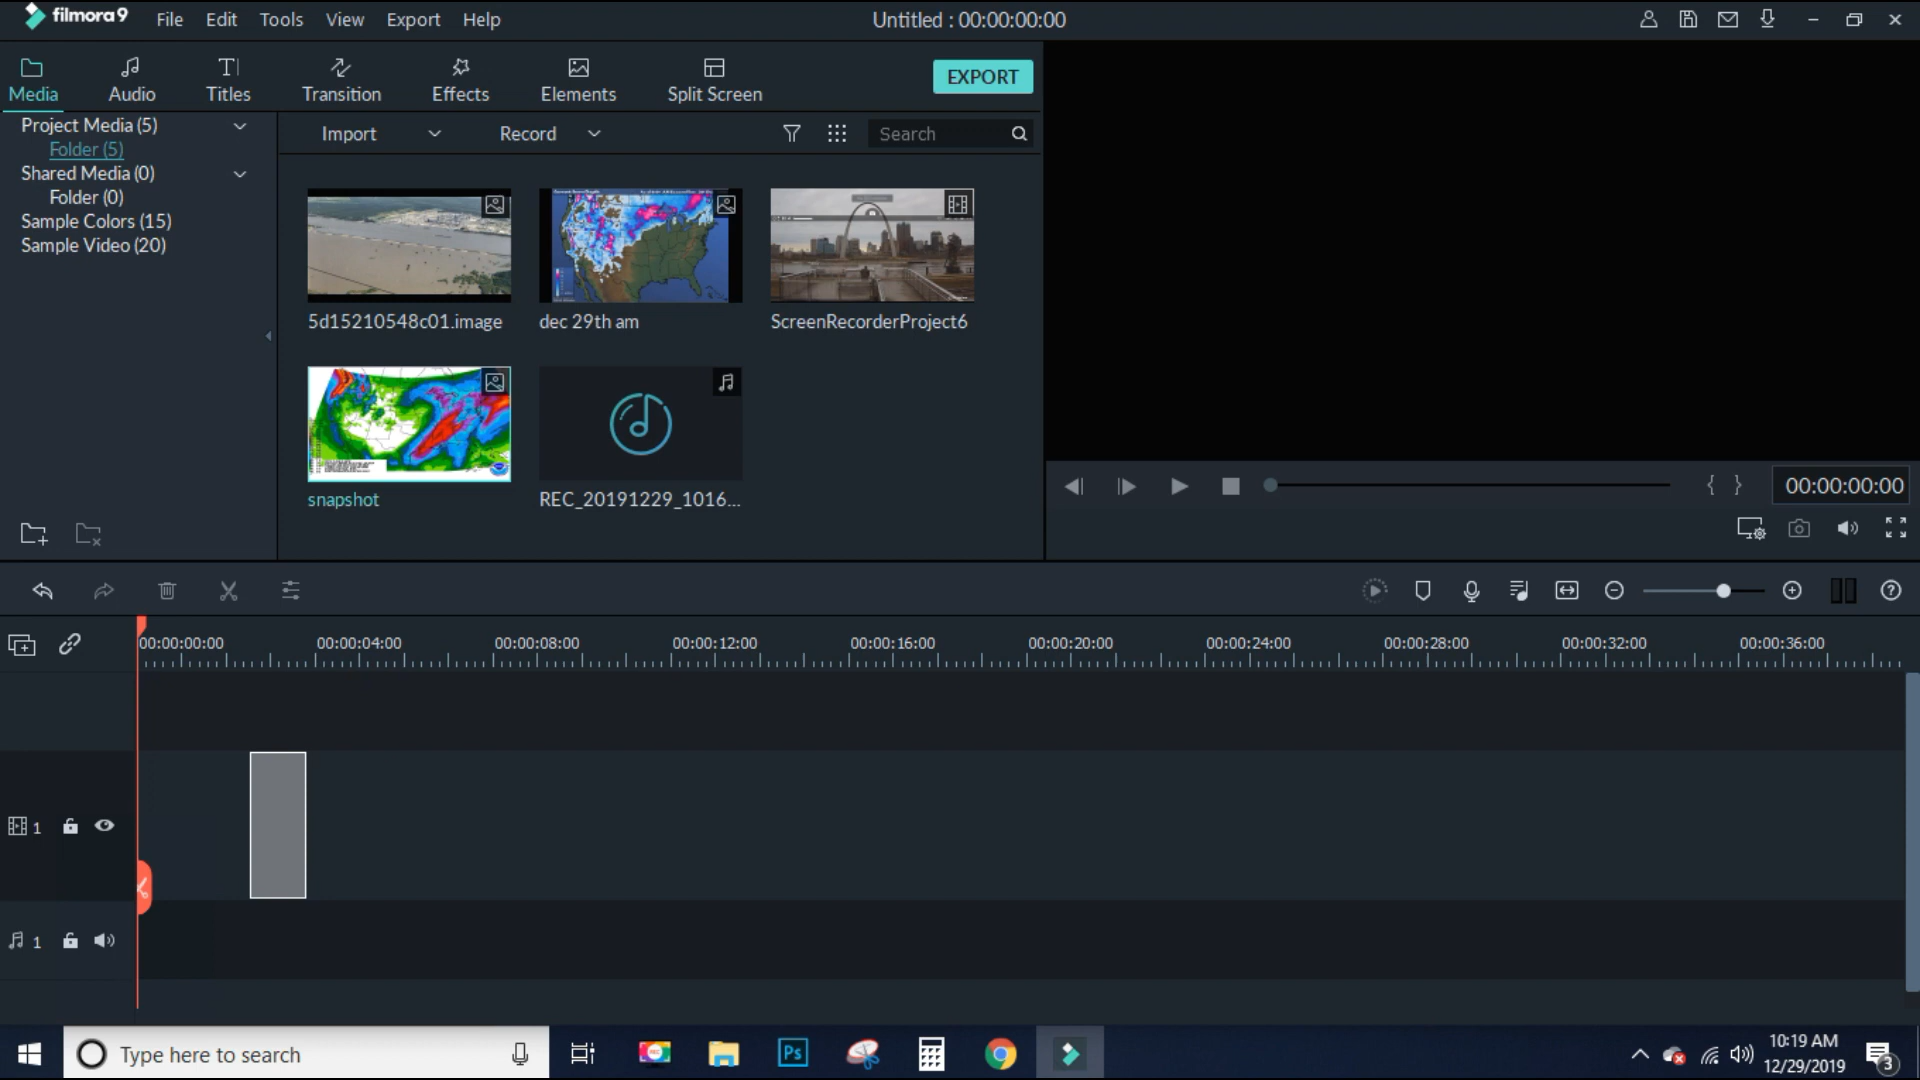 filmora9 File Edit Tools View Export Help Untitled : 00:00:00:00
Media Audio Titles Transition Effects Elements Split Screen EXPORT
Project Media (5)
Folder (5)
Shared Media (0)
Folder (0)
Sample Colors (15)
Sample Video (20)
Import Record Search
5d15210548c01.image dec 29th am ScreenRecorderProject6
snapshot REC_20191229_1016...
{ } 00:00:00:00
00:00:00:00 00:00:04:00 00:00:08:00 00:00:12:00 00:00:16:00 00:00:20:00 00:00:24:00 00:00:28:00 00:00:32:00 00:00:36:00
1
1
Type here to search Ps 10:19 AM
12/29/2019 3